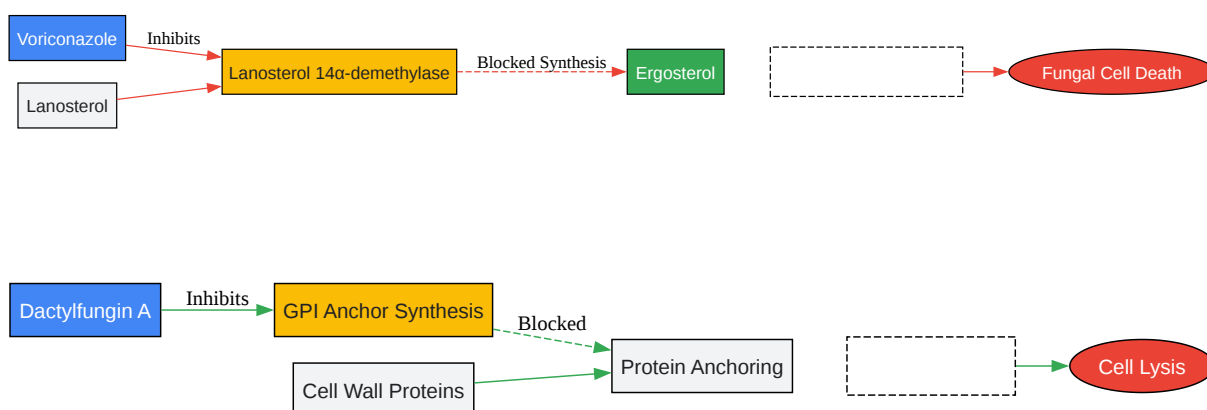 Voriconazole
Inhibits
Lanosterol
Lanosterol 14α-demethylase
Blocked Synthesis
Ergosterol
Fungal Cell Death
Dactylfungin A
Inhibits
GPI Anchor Synthesis
Blocked
Cell Wall Proteins
Protein Anchoring
Cell Lysis